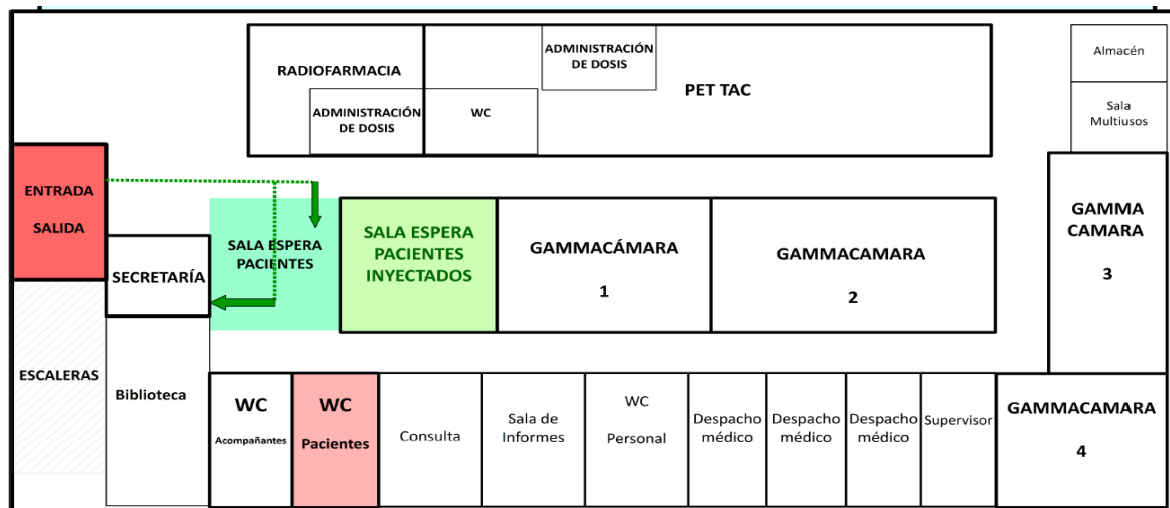 RADIOFARMACIA
ADMINISTRACIÓN
DE DOSIS
ADMINISTRACIÓN
DE DOSIS
WC
PET TAC
Almacén
Sala
Multiusos
ENTRADA
SALIDA
SECRETARÍA
SALA ESPERA
PACIENTES
SALA ESPERA
PACIENTES
INYECTADOS
GAMMACÁMARA
1
GAMMACAMARA
2
GAMMA
CAMARA
3
ESCALERAS
Biblioteca
WC
Acompañantes
WC
Pacientes
Consulta
Sala de
Informes
WC
Personal
Despacho
médico
Despacho
médico
Despacho
médico
Supervisor
GAMMACAMARA
4